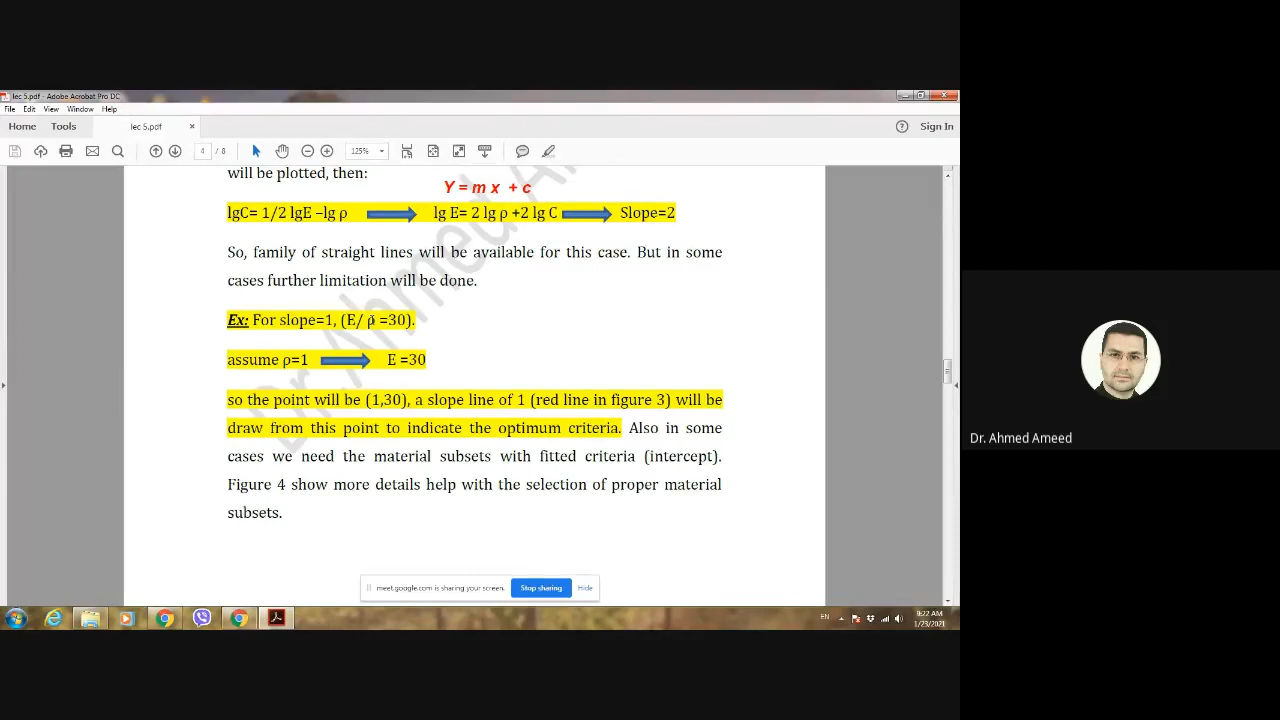 lec 5.pdf - Adobe Acrobat Pro DC
File Edit View Window Help
Home Tools lec 5.pdf × Sign In
4 / 8 125%
will be plotted, then:
Y = m x + c
lgC= 1/2 lgE –lg ρ lg E= 2 lg ρ +2 lg C Slope=2
So, family of straight lines will be available for this case. But in some
cases further limitation will be done.
Ex: For slope=1, (E/ ρ =30).
assume ρ=1 E =30
so the point will be (1,30), a slope line of 1 (red line in figure 3) will be
draw from this point to indicate the optimum criteria. Also in some
cases we need the material subsets with fitted criteria (intercept).
Figure 4 show more details help with the selection of proper material
subsets.
Dr. Ahmed Ameed
meet.google.com is sharing your screen. Stop sharing Hide
EN 9:22 AM
1/23/2021